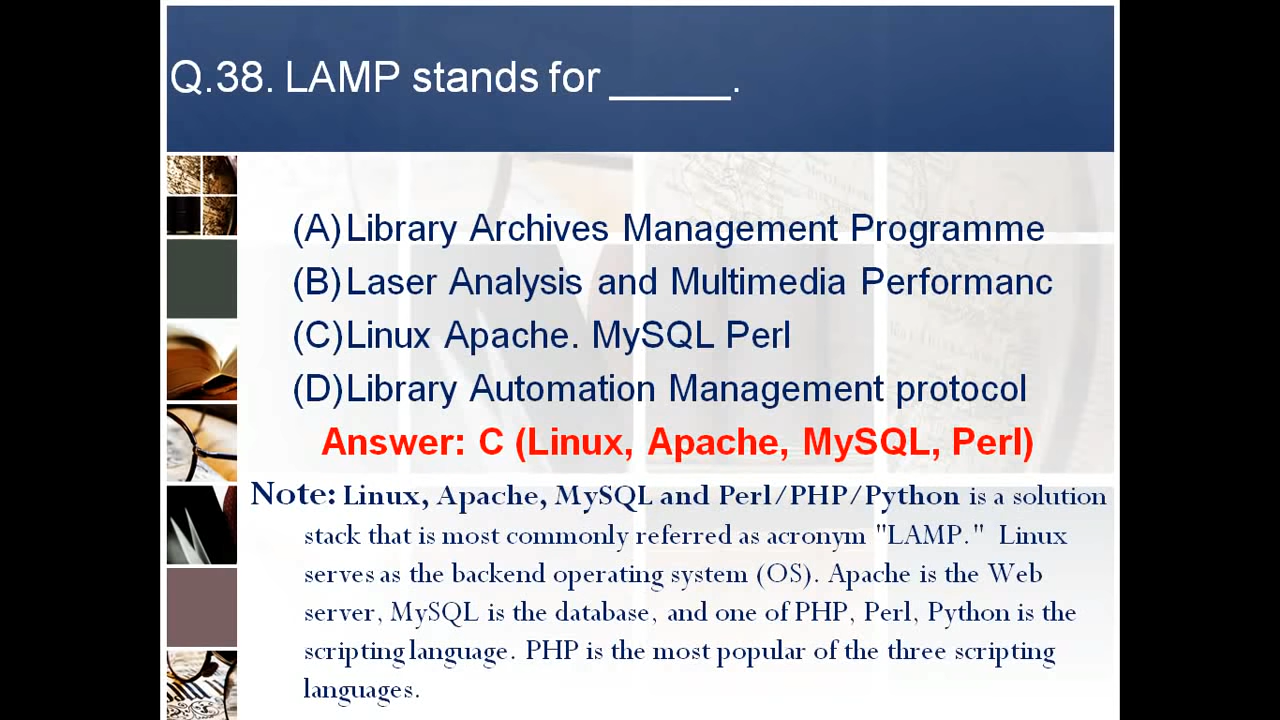 Q.38. LAMP stands for _____.
(A) Library Archives Management Programme
(B) Laser Analysis and Multimedia Performanc
(C) Linux Apache. MySQL Perl
(D) Library Automation Management protocol
Answer: C (Linux, Apache, MySQL, Perl)
Note: Linux, Apache, MySQL and Perl/PHP/Python is a solution
stack that is most commonly referred as acronym "LAMP." Linux
serves as the backend operating system (OS). Apache is the Web
server, MySQL is the database, and one of PHP, Perl, Python is the
scripting language. PHP is the most popular of the three scripting
languages.